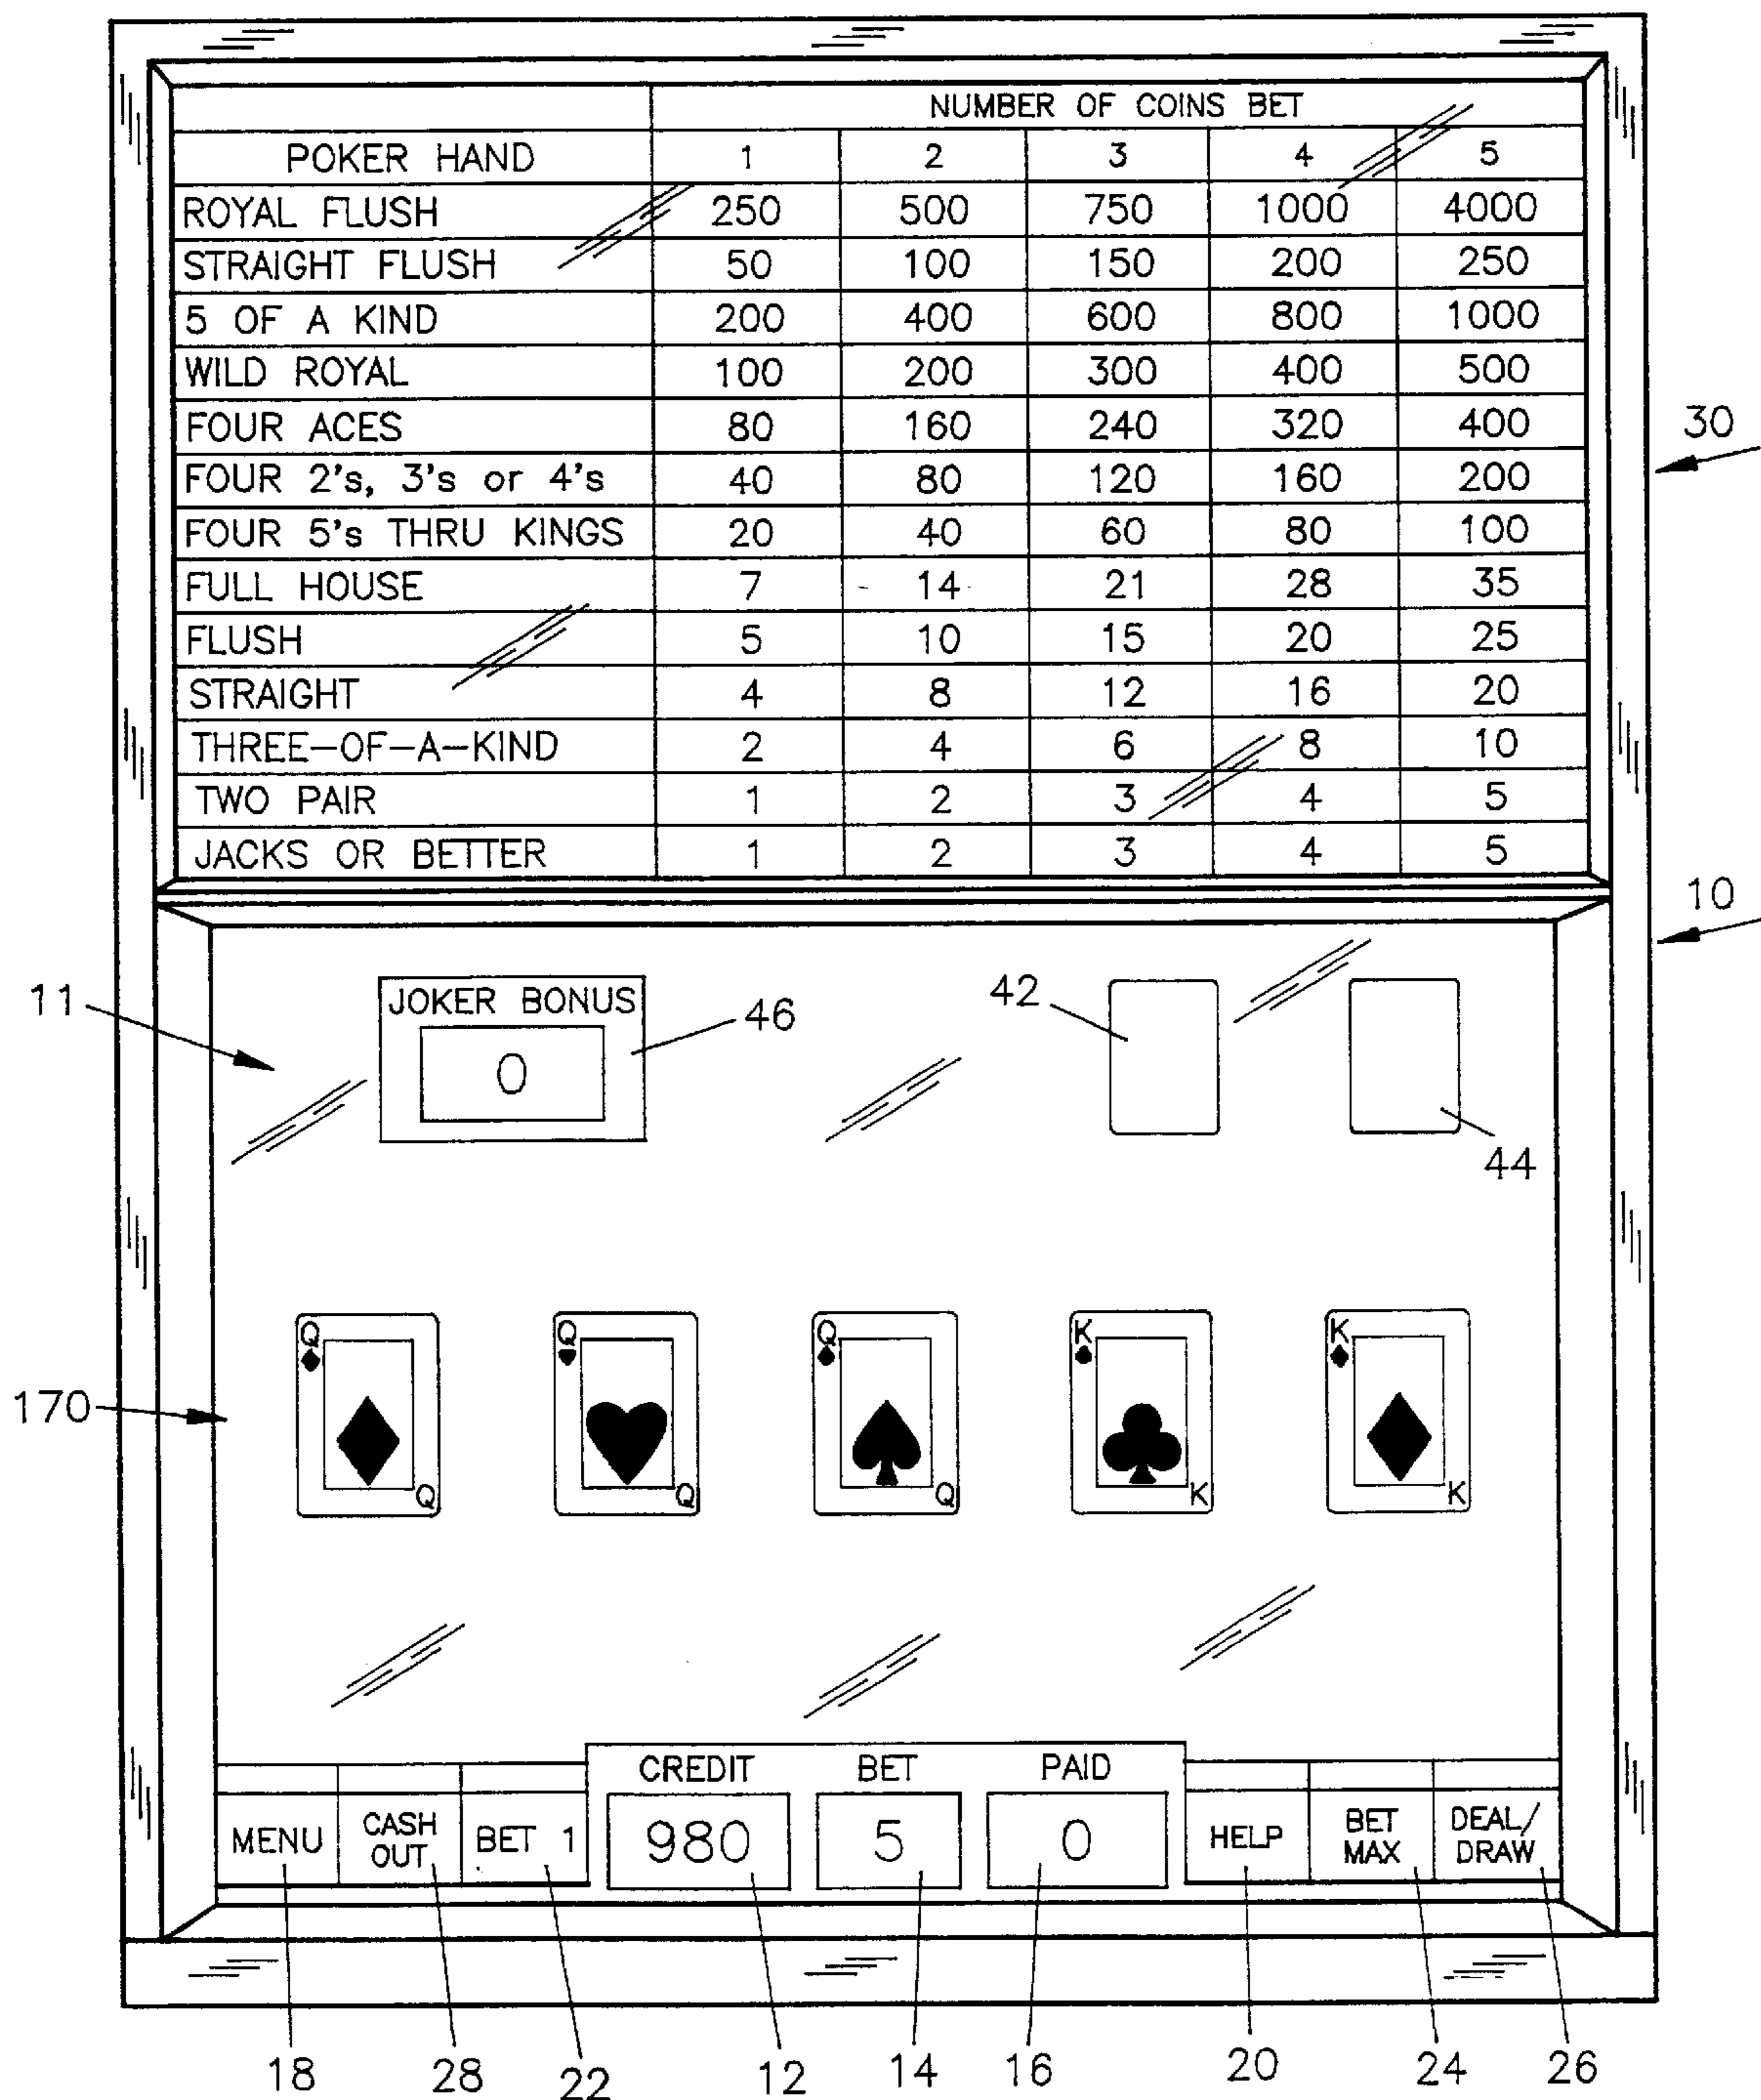 NUMBER OF COINS BET
POKER HAND 1 2 3 4 5
ROYAL FLUSH 250 500 750 1000 4000
STRAIGHT FLUSH 50 100 150 200 250
5 OF A KIND 200 400 600 800 1000
WILD ROYAL 100 200 300 400 500
FOUR ACES 80 160 240 320 400
30
FOUR 2's, 3's or 4's 40 80 120 160 200
FOUR 5's THRU KINGS 20 40 60 80 100
FULL HOUSE 7 14 21 28 35
FLUSH 5 10 15 20 25
STRAIGHT 4 8 12 16 20
THREE-OF-A-KIND 2 4 6 8 10
TWO PAIR 1 2 3 4 5
JACKS OR BETTER 1 2 3 4 5
10
11 JOKER BONUS 46 42
0
44
Q Q Q K K
170
Q Q Q K K
CREDIT BET PAID
MENU CASH OUT BET 1 980 5 0 HELP BET MAX DEAL/ DRAW
18 28 22 12 14 16 20 24 26